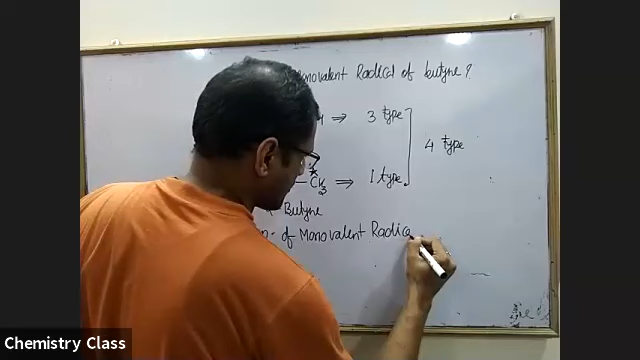 Monovalent Radical of butyne?
⇒ 3 type
4 type
– CH3 ⇒ 1 type
Butyne
of Monovalent Radica
Chemistry Class